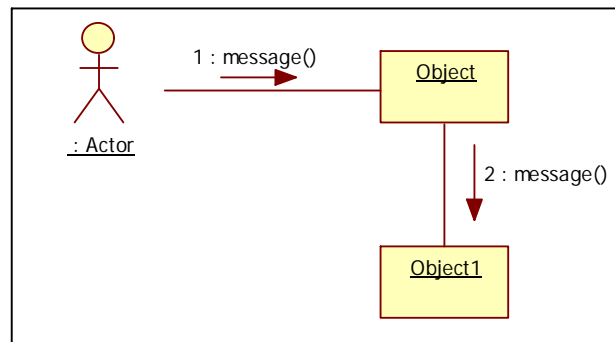 1 : message()
Object
: Actor
2 : message()
Object1